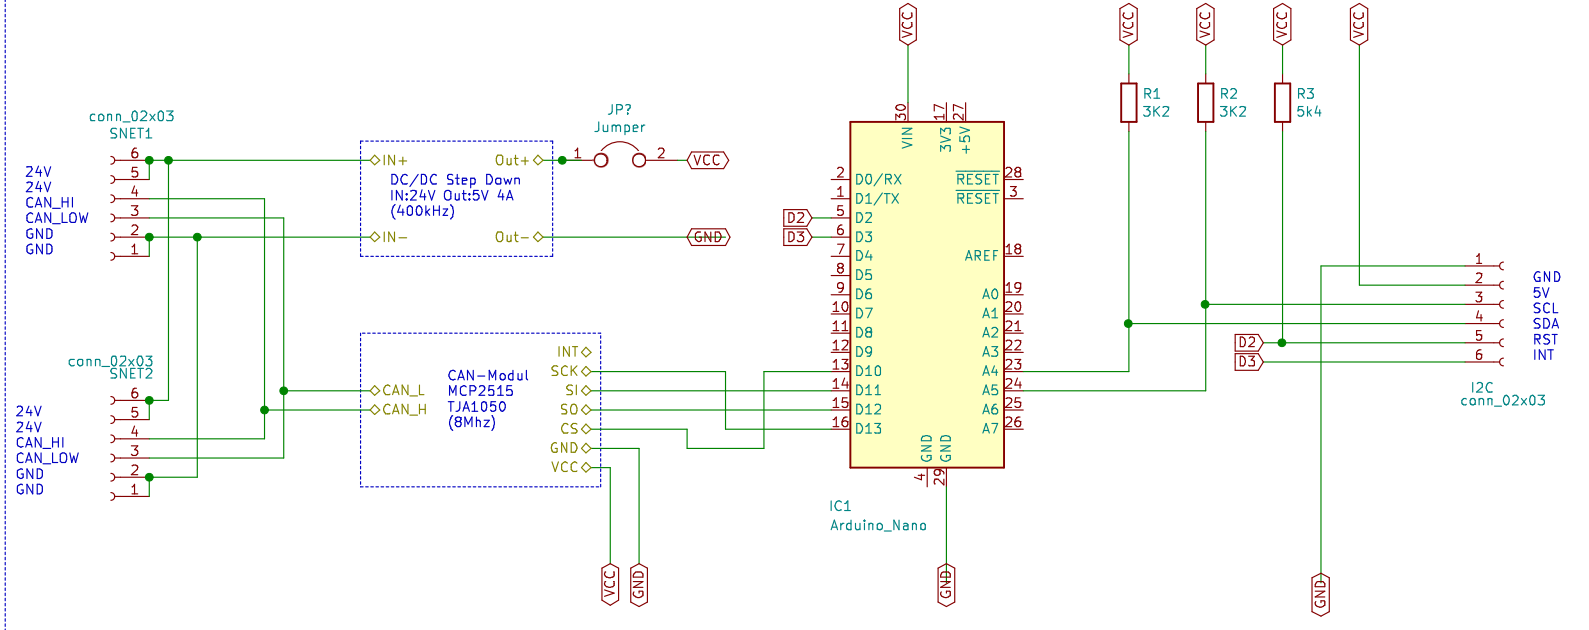 conn_02x03
SNET1
6
5
4
3
2
1
24V
24V
CAN_HI
CAN_LOW
GND
GND
conn_02x03
SNET2
6
5
4
3
2
1
24V
24V
CAN_HI
CAN_LOW
GND
GND
IN+
Out+
DC/DC Step Down
IN:24V Out:5V 4A
(400kHz)
IN-
Out-
JP?
Jumper
1
2
VCC
GND
CAN_L
CAN_H
CAN-Modul
MCP2515
TJA1050
(8Mhz)
INT
SCK
SI
SO
CS
GND
VCC
VCC
GND
VCC
30
17
27
VIN
3V3
+5V
2 D0/RX
1 D1/TX
D2 5 D2
D3 6 D3
7 D4
8 D5
9 D6
10 D7
11 D8
12 D9
13 D10
14 D11
15 D12
16 D13
RESET 28
RESET 3
AREF 18
A0 19
A1 20
A2 21
A3 22
A4 23
A5 24
A6 25
A7 26
GND
GND
4
29
IC1
Arduino_Nano
GND
VCC
VCC
VCC
VCC
R1
3K2
R2
3K2
R3
5k4
D2
D3
1
2
3
4
5
6
GND
5V
SCL
SDA
RST
INT
I2C
conn_02x03
GND